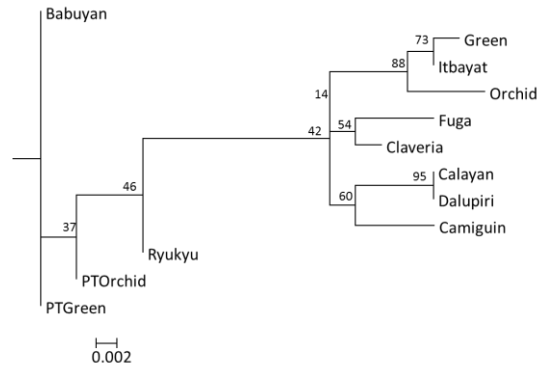 Babuyan
73
Green
88
Itbayat
Orchid
14
Fuga
42
54
Claveria
95
Calayan
46
60
Dalupiri
37
Camiguin
Ryukyu
PTOrchid
PTGreen
0.002